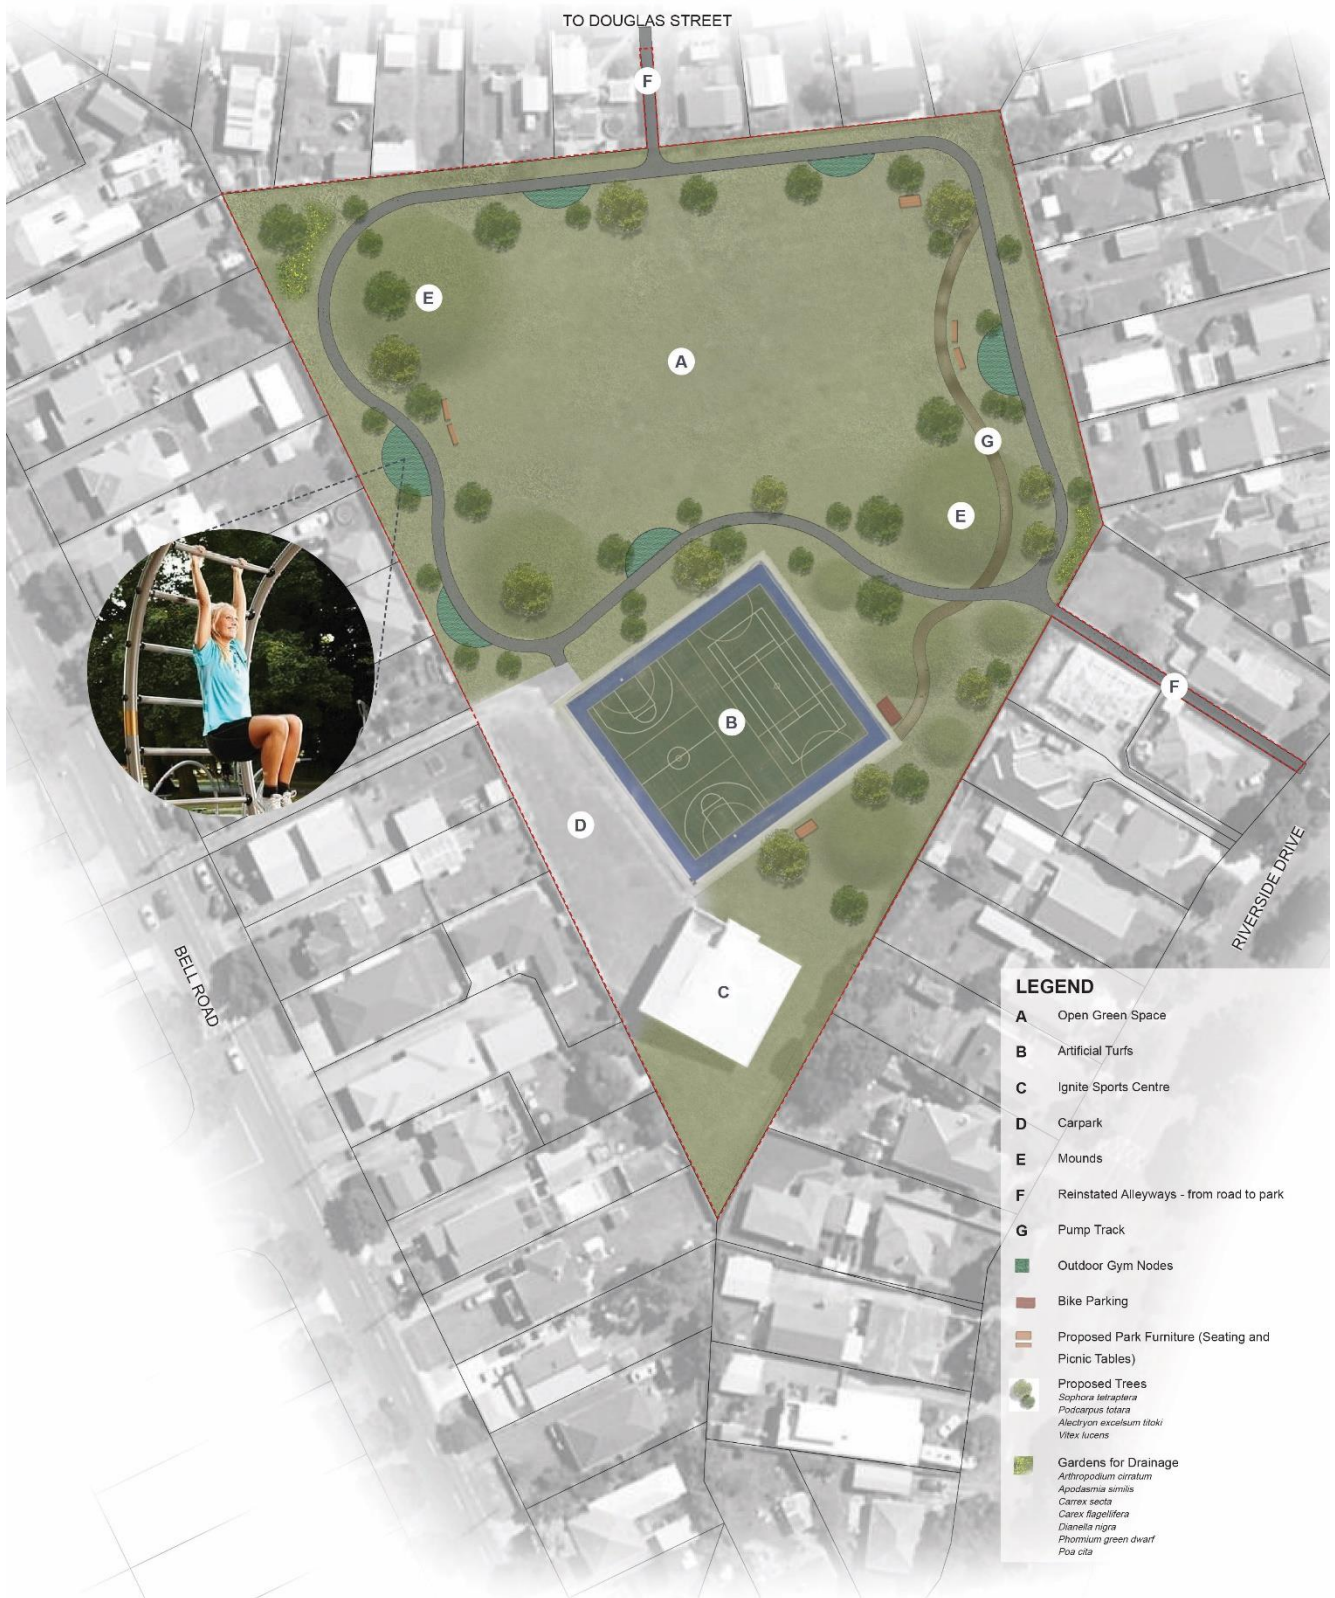 TO DOUGLAS STREET
F
E
A
G
E
F
B
D
C
BELL ROAD
RIVERSIDE DRIVE
LEGEND
A Open Green Space
B Artificial Turfs
C Ignite Sports Centre
D Carpark
E Mounds
F Reinstated Alleyways - from road to park
G Pump Track
Outdoor Gym Nodes
Bike Parking
Proposed Park Furniture (Seating and
Picnic Tables)
Proposed Trees
Sophora tetraptera
Podcarpus totara
Alectryon excelsum titoki
Vitex lucens
Gardens for Drainage
Arthropodium cirratum
Apodasmia similis
Carrex secta
Carex flagellifera
Dianella nigra
Phormium green dwarf
Poa cita